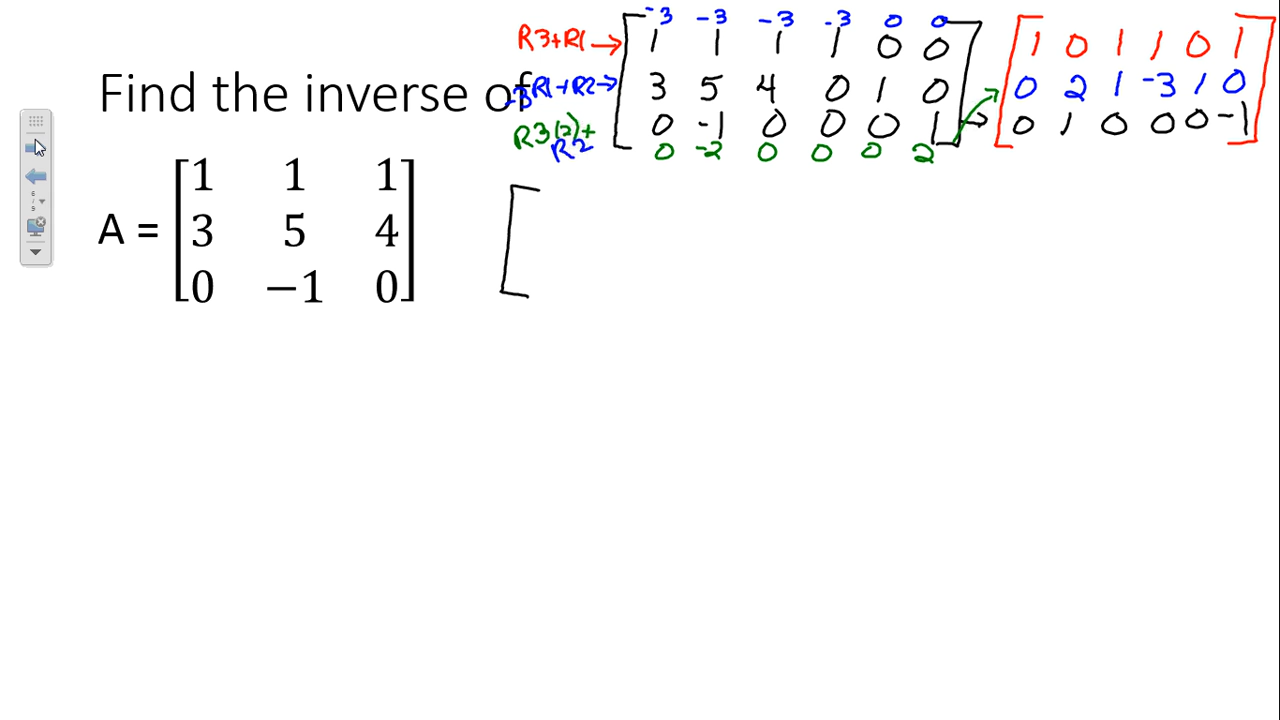 -3 -3 -3 -3 0 0
R3+R1 → 1 1 1 1 0 0
-3R1+R2→ 3 5 4 0 1 0
R3(2)+ R2 0 -1 0 0 0 1 →
0 -2 0 0 0 2
1 0 1 1 0 1
0 2 1 -3 1 0
0 1 0 0 0 -1
Find the inverse of
A = 1 1 1
3 5 4
0 −1 0